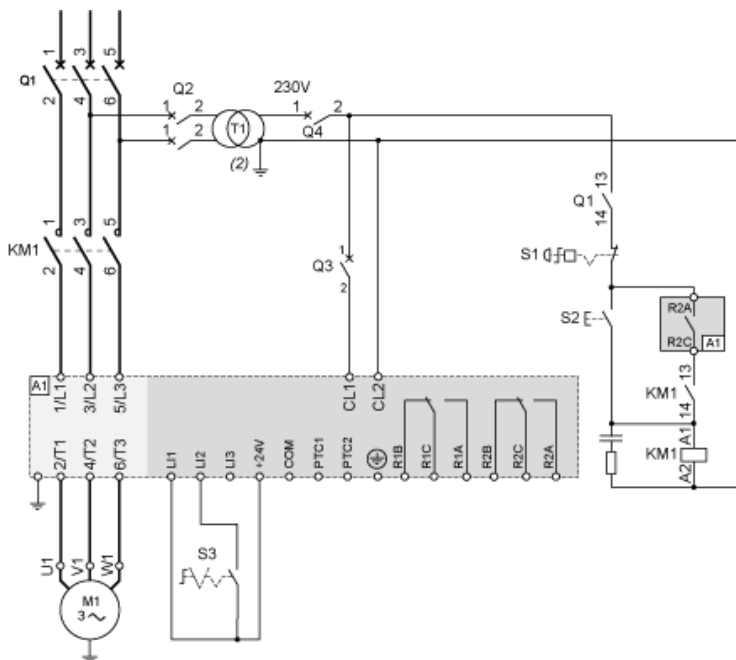 1 3 5
Q1
2 4 6
Q2
1 2
1 2
T1
(2)
230V
1 2
Q4
13
Q1
14
S1
S2
R2A
R2C
A1
1 3 5
KM1
2 4 6
1
Q3
2
13
KM1
14
A1
KM1
A2
A1
1/L1 3/L2 5/L3 CL1 CL2
2/T1 4/T2 6/T3 LI1 LI2 LI3 +24V COM PTC1 PTC2 R1B R1C R1A R2B R2C R2A
S3
U1 V1 W1
M1
3